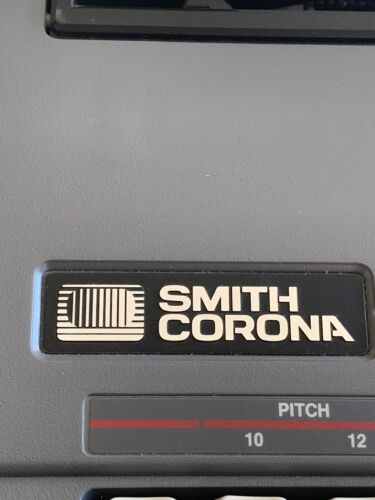 SMITH
CORONA
PITCH
10 12